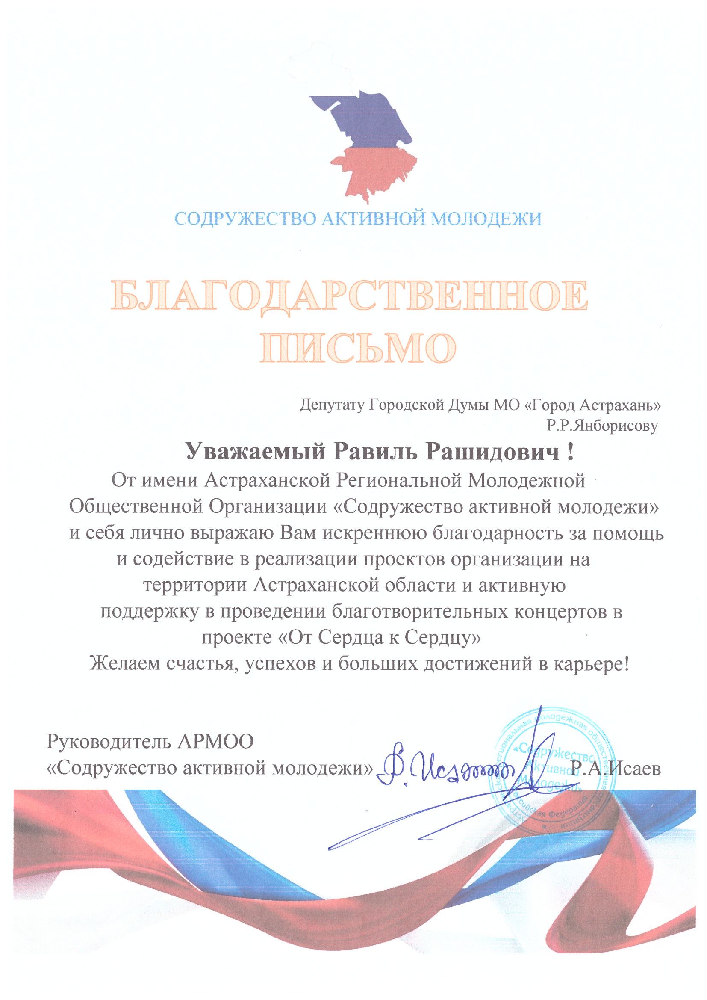 СОДРУЖЕСТВО АКТИВНОЙ МОЛОДЕЖИ
БЛАГОДАРСТВЕННОЕ
ПИСЬМО
Депутату Городской Думы МО «Город Астрахань»
Р.Р.Янборисову
Уважаемый Равиль Рашидович !
От имени Астраханской Региональной Молодежной
Общественной Организации «Содружество активной молодежи»
и себя лично выражаю Вам искреннюю благодарность за помощь
и содействие в реализации проектов организации на
территории Астраханской области и активную
поддержку в проведении благотворительных концертов в
проекте «От Сердца к Сердцу»
Желаем счастья, успехов и больших достижений в карьере!
Руководитель АРМОО
«Содружество активной молодежи»
Р.А.Исаев
Астраханская региональная молодежная общественная организация
«Содружество
Активной
Молодежи»
Российская Федерация